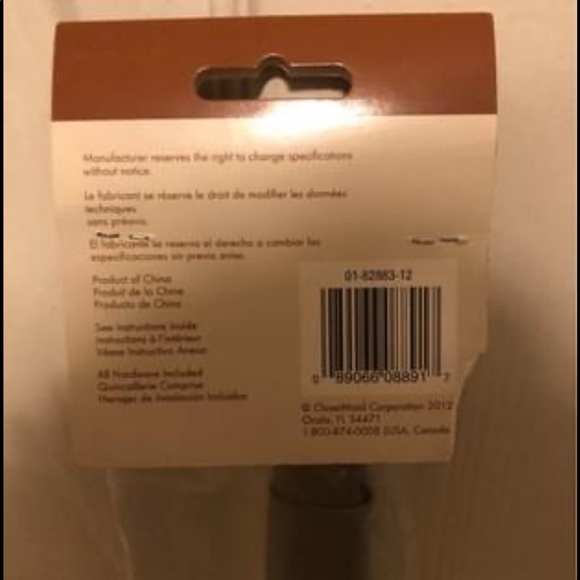 Manufacturer reserves the right to change specifications
without notice.
Le fabricant se réserve le droit de modifier les données
techniques
sans préavis.
El fabricante se reserva el derecho a cambiar las
especificaciones sin previo aviso.
Product of China
Produit de la Chine
Producto de China
See Instructions Inside
Instructions à l'intérieur
Véase Instructivo Anexo
All Hardware Included
Quincaillerie Comprise
Herrajes de Instalación Incluidos
01-82883-12
0 89066 08891 7
© ClosetMaid Corporation 2012
Ocala, FL 34471
1-800-874-0008 (USA, Canada